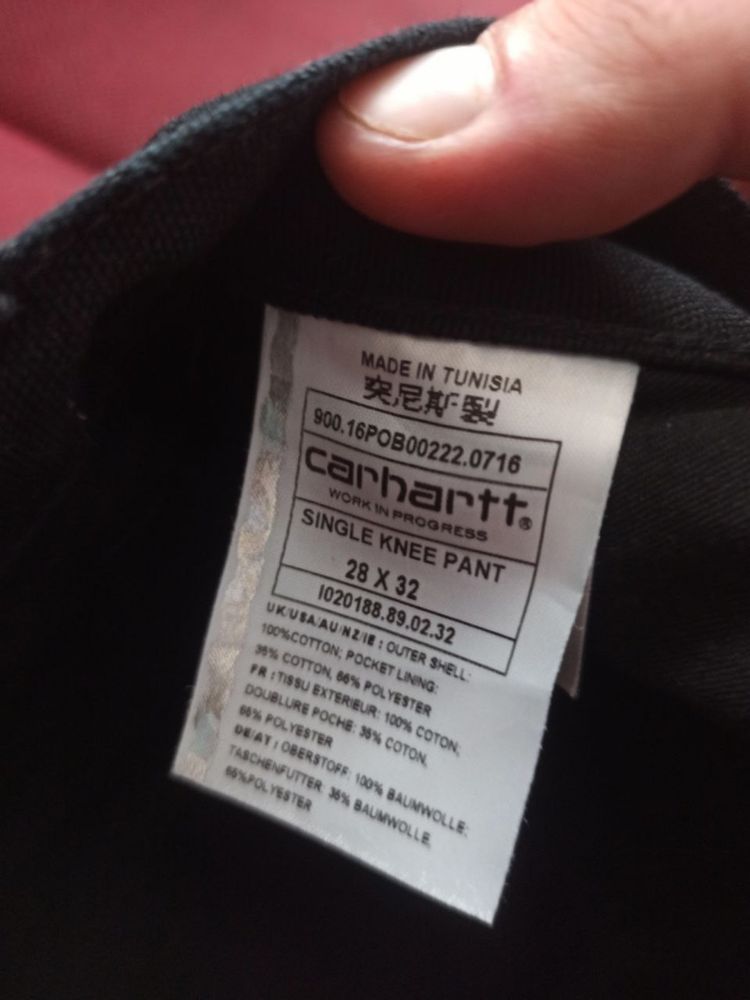 MADE IN TUNISIA
突尼斯製
900.16POB00222.0716
carhartt®
WORK IN PROGRESS
SINGLE KNEE PANT
28 X 32
I020188.89.02.32
UK/USA/AU/NZ/IE : OUTER SHELL:
100%COTTON; POCKET LINING:
35% COTTON, 65% POLYESTER
FR : TISSU EXTERIEUR: 100% COTON;
DOUBLURE POCHE: 35% COTON,
65% POLYESTER
DE/AT : OBERSTOFF: 100% BAUMWOLLE;
TASCHENFUTTER: 35% BAUMWOLLE,
65%POLYESTER